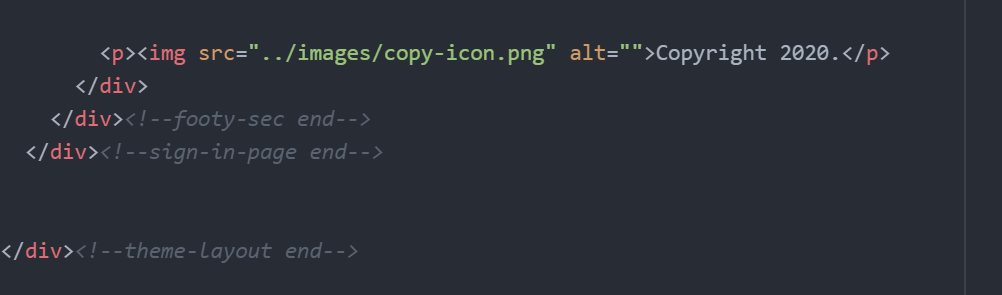 <p><img src="../images/copy-icon.png" alt="">Copyright 2020.</p>
</div>
</div><!--footy-sec end-->
</div><!--sign-in-page end-->
</div><!--theme-layout end-->